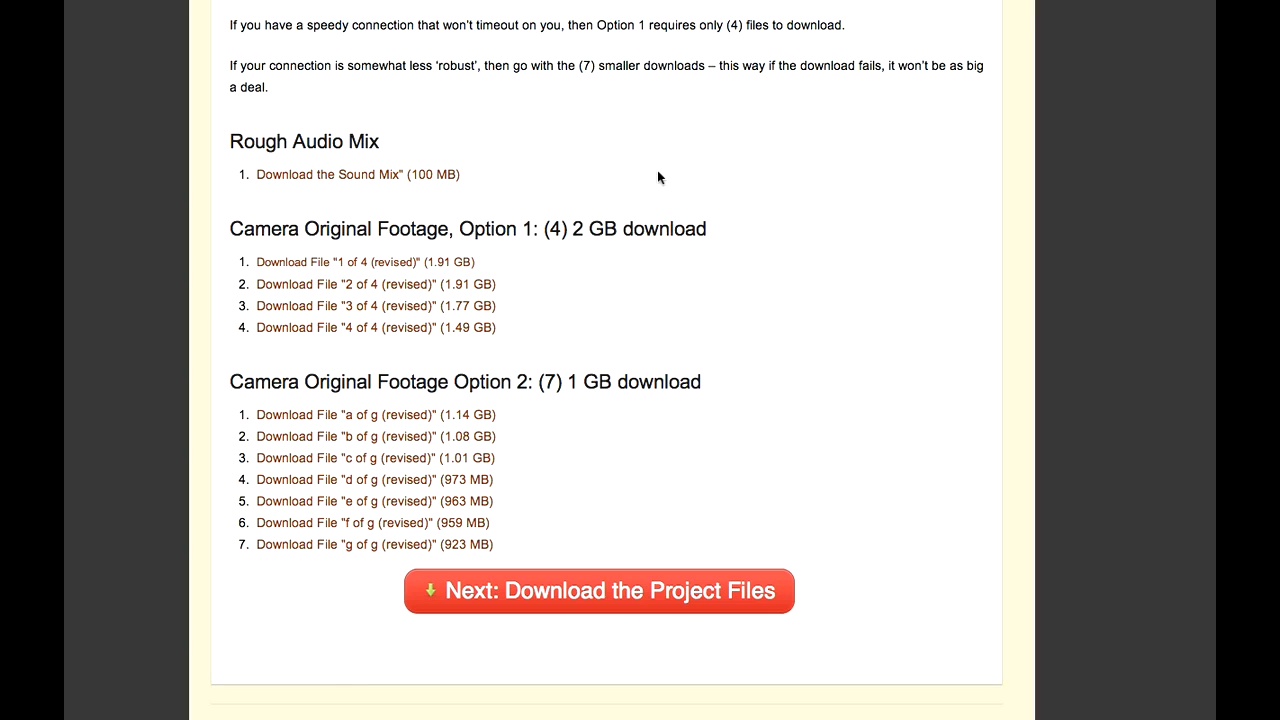 If you have a speedy connection that won’t timeout on you, then Option 1 requires only (4) files to download.
If your connection is somewhat less ‘robust’, then go with the (7) smaller downloads – this way if the download fails, it won’t be as big
a deal.
Rough Audio Mix
1. Download the Sound Mix" (100 MB)
Camera Original Footage, Option 1: (4) 2 GB download
1. Download File "1 of 4 (revised)" (1.91 GB)
2. Download File "2 of 4 (revised)" (1.91 GB)
3. Download File "3 of 4 (revised)" (1.77 GB)
4. Download File "4 of 4 (revised)" (1.49 GB)
Camera Original Footage Option 2: (7) 1 GB download
1. Download File "a of g (revised)" (1.14 GB)
2. Download File "b of g (revised)" (1.08 GB)
3. Download File "c of g (revised)" (1.01 GB)
4. Download File "d of g (revised)" (973 MB)
5. Download File "e of g (revised)" (963 MB)
6. Download File "f of g (revised)" (959 MB)
7. Download File "g of g (revised)" (923 MB)
Next: Download the Project Files